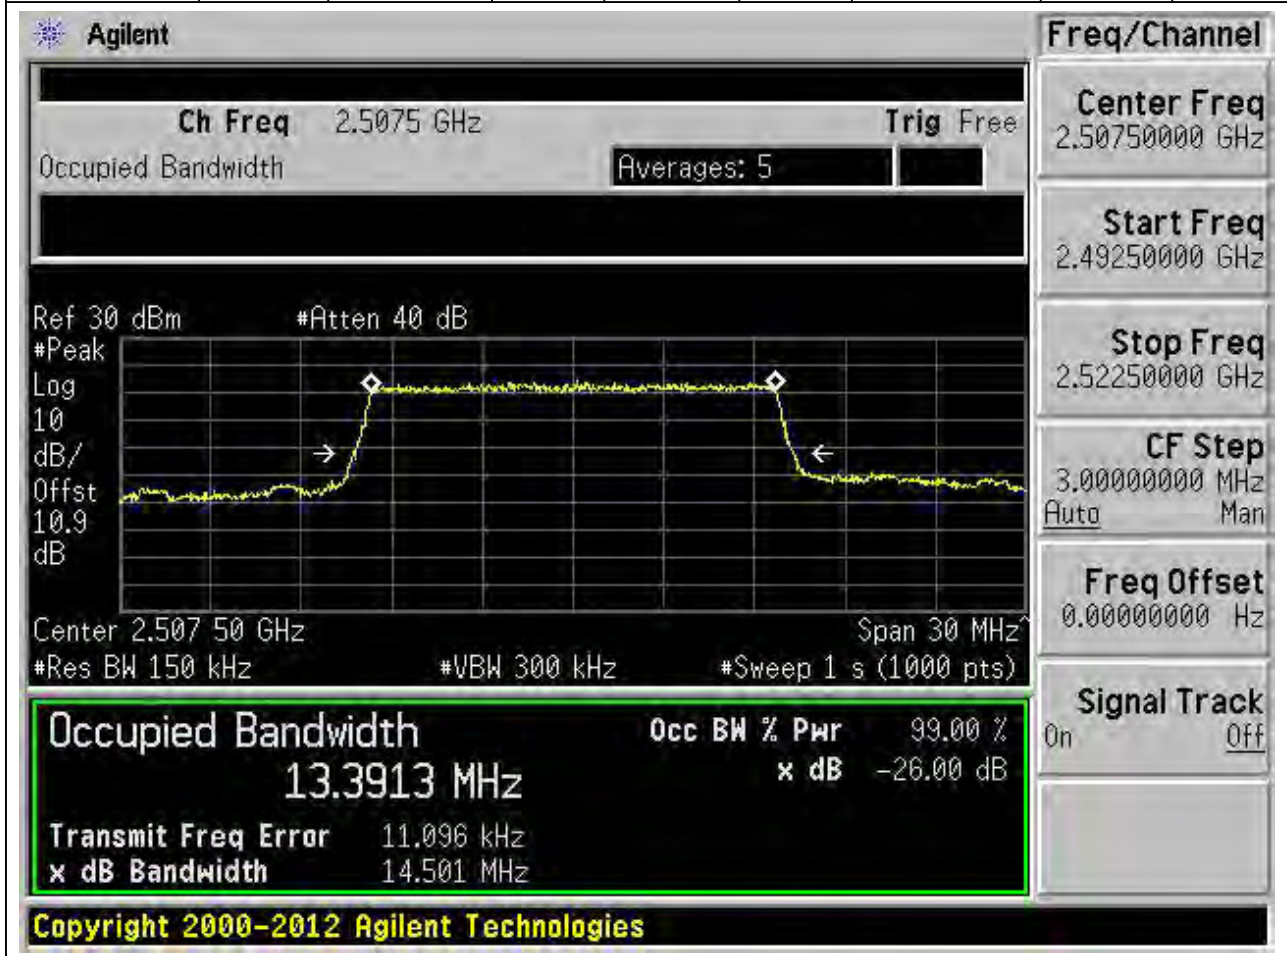 Agilent
Freq/Channel
Ch Freq 2.5075 GHz Trig Free
Occupied Bandwidth Averages: 5
Center Freq
2.50750000 GHz
Start Freq
2.49250000 GHz
Stop Freq
2.52250000 GHz
CF Step
3.00000000 MHz
Auto Man
Freq Offset
0.00000000 Hz
Signal Track
On Off
Ref 30 dBm #Atten 40 dB
#Peak
Log
10
dB/
Offst
10.9
dB
Center 2.507 50 GHz Span 30 MHz^
#Res BW 150 kHz #VBW 300 kHz #Sweep 1 s (1000 pts)
Occupied Bandwidth
13.3913 MHz
Occ BW % Pwr 99.00 %
x dB -26.00 dB
Transmit Freq Error 11.096 kHz
x dB Bandwidth 14.501 MHz
Copyright 2000-2012 Agilent Technologies